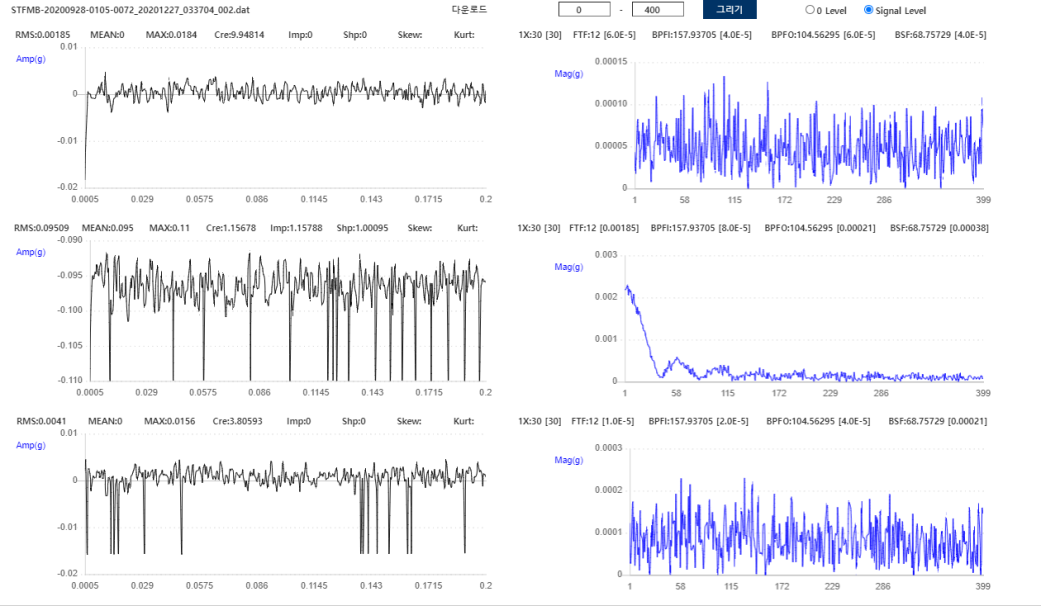 STFMB-20200928-0105-0072_20201227_033704_002.dat 다운로드 0 - 400 그리기 0 Level Signal Level
RMS:0.00185 MEAN:0 MAX:0.0184 Cre:9.94814 Imp:0 Shp:0 Skew: Kurt:
0.01
Amp(g)
0
-0.01
-0.02
0.0005 0.029 0.0575 0.086 0.1145 0.143 0.1715 0.2
1X:30 [30] FTF:12 [6.0E-5] BPFI:157.93705 [4.0E-5] BPFO:104.56295 [6.0E-5] BSF:68.75729 [4.0E-5]
0.00015
Mag(g)
0.00010
0.00005
0
1 58 115 172 229 286 399
RMS:0.09509 MEAN:0.095 MAX:0.11 Cre:1.15678 Imp:1.15788 Shp:1.00095 Skew: Kurt:
-0.090
Amp(g)
-0.095
-0.100
-0.105
-0.110
0.0005 0.029 0.0575 0.086 0.1145 0.143 0.1715 0.2
1X:30 [30] FTF:12 [0.00185] BPFI:157.93705 [8.0E-5] BPFO:104.56295 [0.00021] BSF:68.75729 [0.00038]
0.003
Mag(g)
0.002
0.001
0
1 58 115 172 229 286 399
RMS:0.0041 MEAN:0 MAX:0.0156 Cre:3.80593 Imp:0 Shp:0 Skew: Kurt:
0.01
Amp(g)
0
-0.01
-0.02
0.0005 0.029 0.0575 0.086 0.1145 0.143 0.1715 0.2
1X:30 [30] FTF:12 [1.0E-5] BPFI:157.93705 [2.0E-5] BPFO:104.56295 [4.0E-5] BSF:68.75729 [0.00021]
0.0003
Mag(g)
0.0002
0.0001
0
1 58 115 172 229 286 399